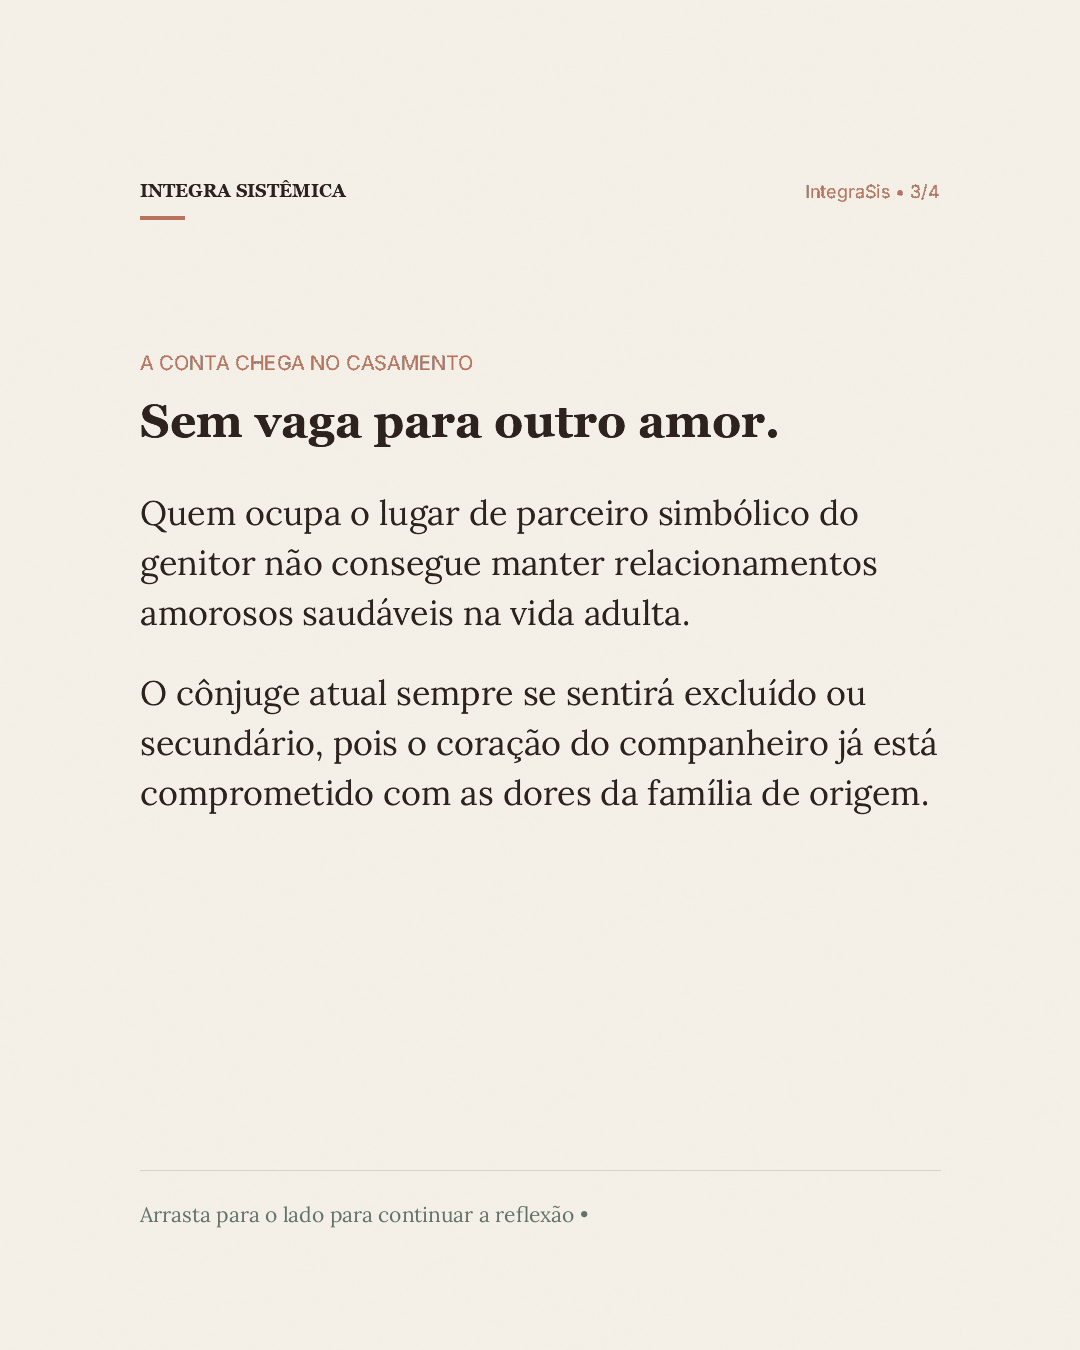 INTEGRA SISTÊMICA
IntegraSis • 3/4
A CONTA CHEGA NO CASAMENTO
Sem vaga para outro amor.
Quem ocupa o lugar de parceiro simbólico do
genitor não consegue manter relacionamentos
amorosos saudáveis na vida adulta.
O cônjuge atual sempre se sentirá excluído ou
secundário, pois o coração do companheiro já está
comprometido com as dores da família de origem.
Arrasta para o lado para continuar a reflexão •